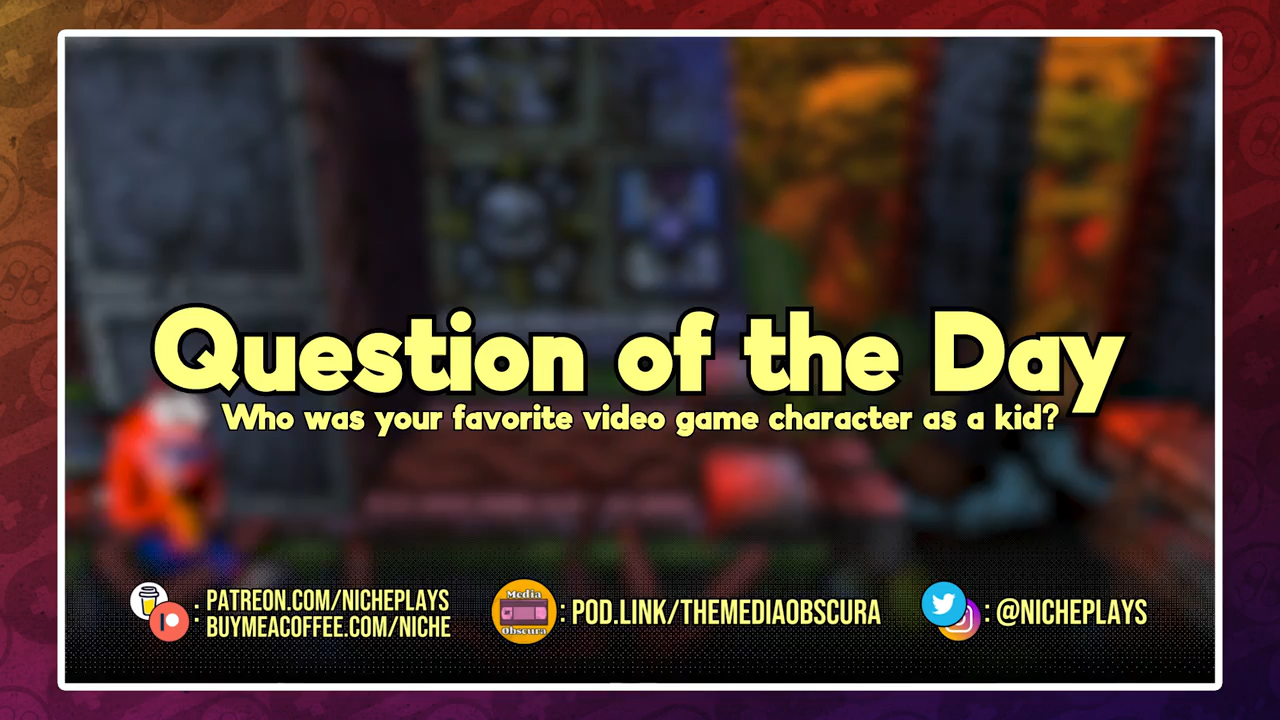 Question of the Day
Who was your favorite video game character as a kid?
: PATREON.COM/NICHEPLAYS
: BUYMEACOFFEE.COM/NICHE
Media
Obscura
: POD.LINK/THEMEDIAOBSCURA
: @NICHEPLAYS